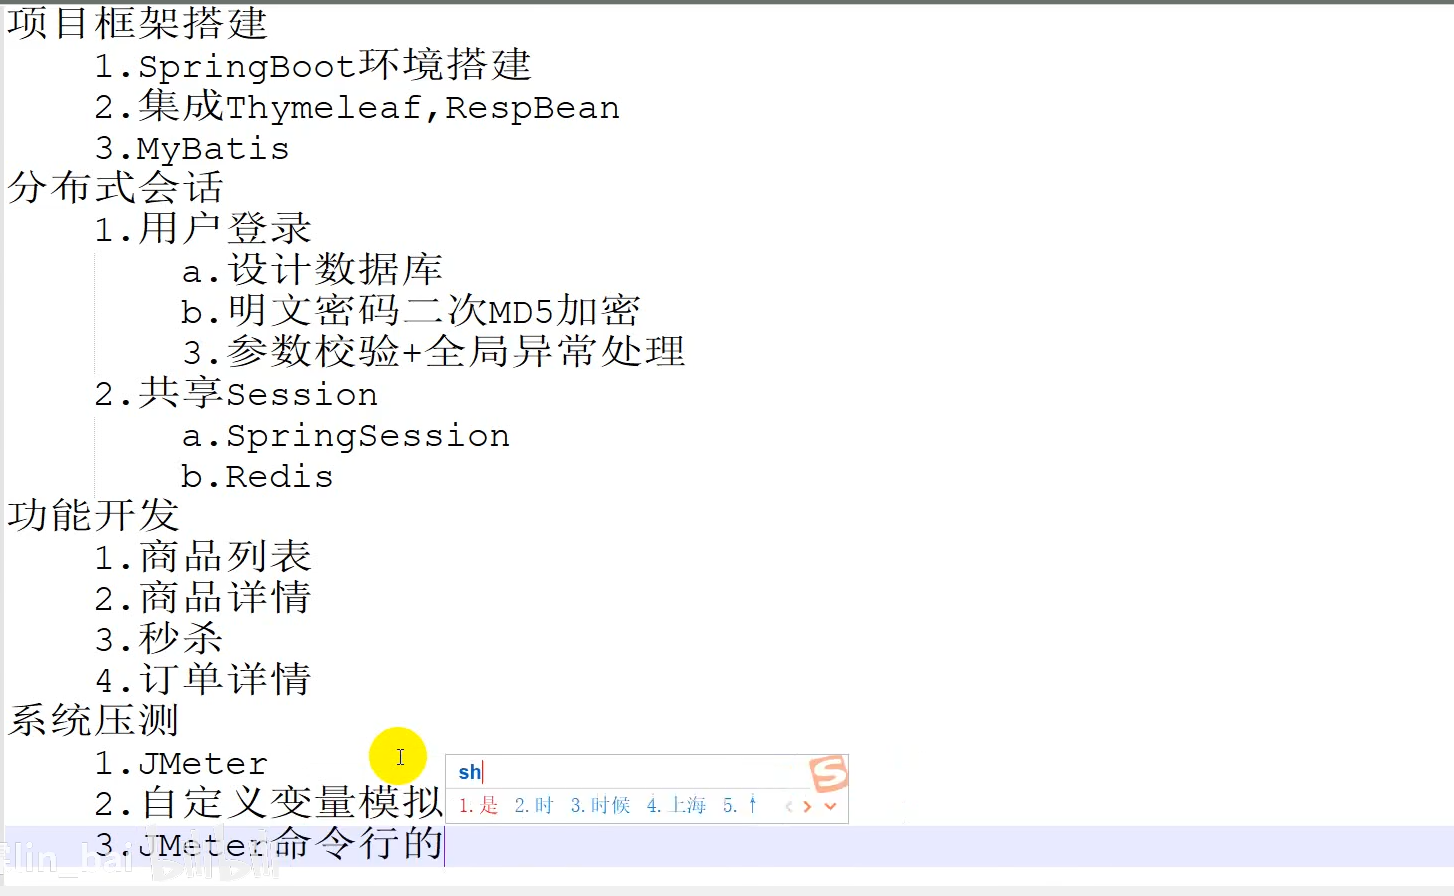 项目框架搭建
1.SpringBoot环境搭建
2.集成Thymeleaf,RespBean
3.MyBatis
分布式会话
1.用户登录
a.设计数据库
b.明文密码二次MD5加密
3.参数校验+全局异常处理
2.共享Session
a.SpringSession
b.Redis
功能开发
1.商品列表
2.商品详情
3.秒杀
4.订单详情
系统压测
1.JMeter
sh
2.自定义变量模拟
1.是 2.时 3.时候 4.上海 5.↑
3.JMeter命令行的
lin_bai